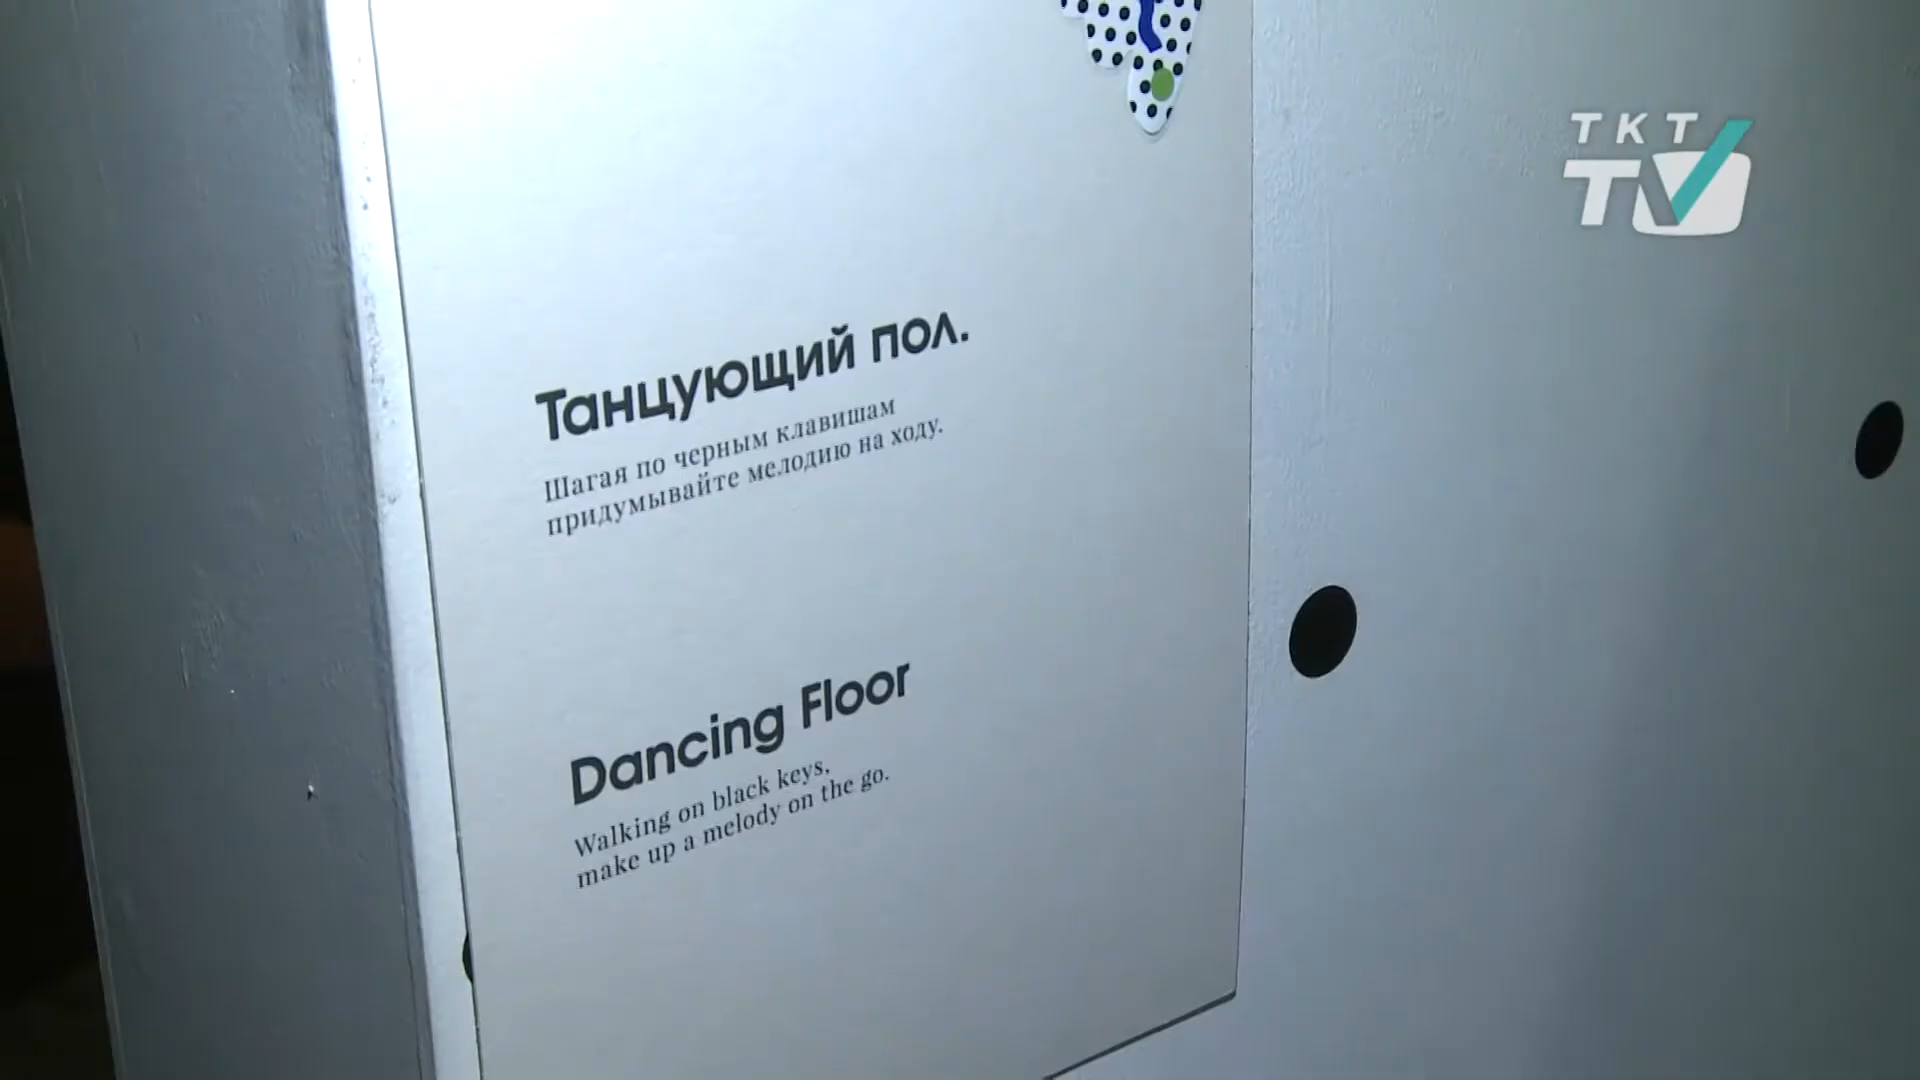 ТКТ
TV
Танцующий пол.
Шагая по черным клавишам
придумывайте мелодию на ходу.
Dancing Floor
Walking on black keys,
make up a melody on the go.